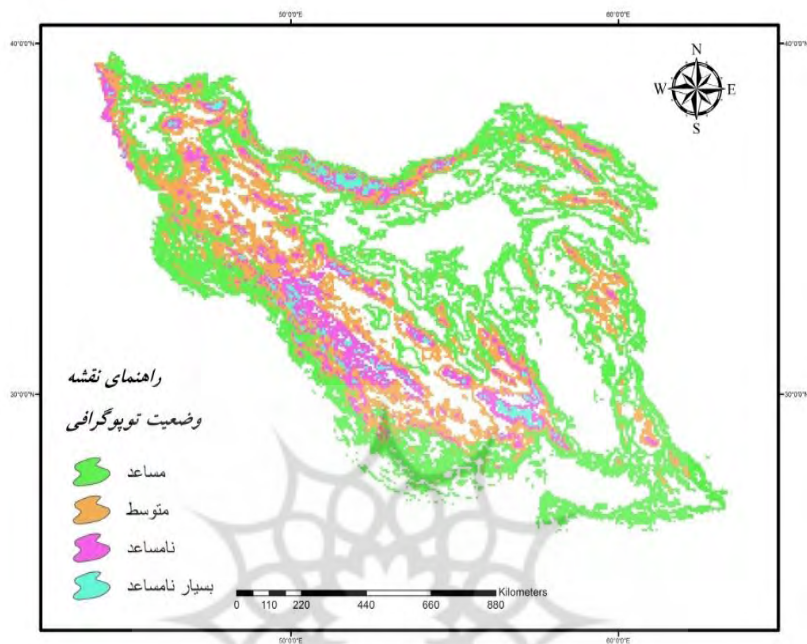 50°0'0"E 60°0'0"E
40°0'0"N 40°0'0"N
N
W E
S
راهنمای نقشه
30°0'0"N 30°0'0"N
وضعیت توپوگرافی
مساعد
متوسط
نامساعد
بسیار نامساعد
Kilometers
0 110 220 440 660 880
50°0'0"E 60°0'0"E